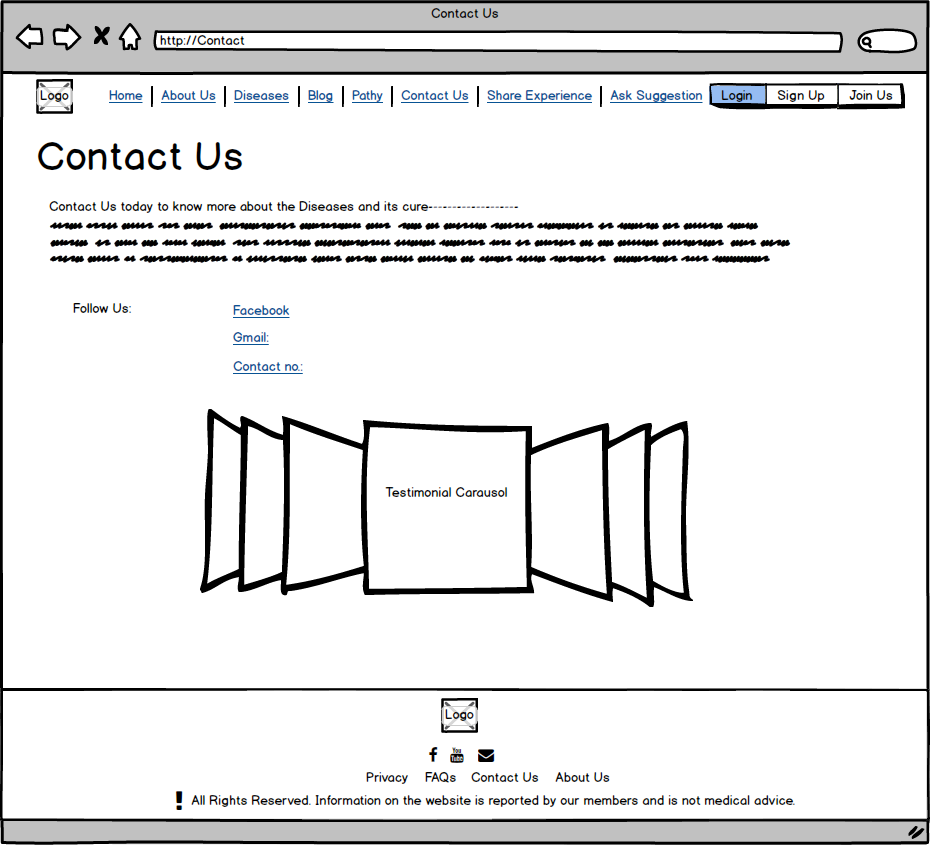 Contact Us
http://Contact
Logo Home About Us Diseases Blog Pathy Contact Us Share Experience Ask Suggestion Login Sign Up Join Us
Contact Us
Contact Us today to know more about the Diseases and its cure------------------
Follow Us: Facebook
Gmail:
Contact no.:
Testimonial Carausol
Logo
f You Tube
Privacy FAQs Contact Us About Us
! All Rights Reserved. Information on the website is reported by our members and is not medical advice.